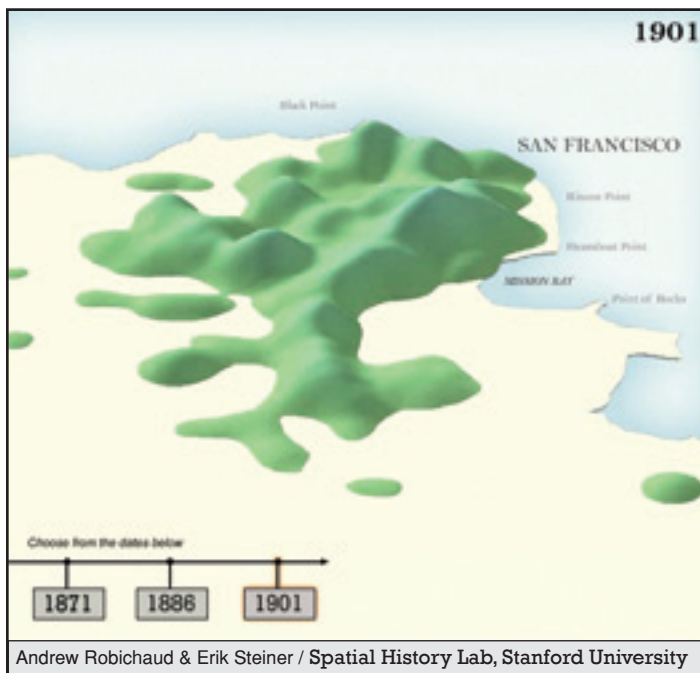 1901
Black Point
SAN FRANCISCO
Rincon Point
Steamboat Point
MISSION BAY
Point of Rocks
Choose from the dates below
1871 1886 1901
Andrew Robichaud & Erik Steiner / Spatial History Lab, Stanford University